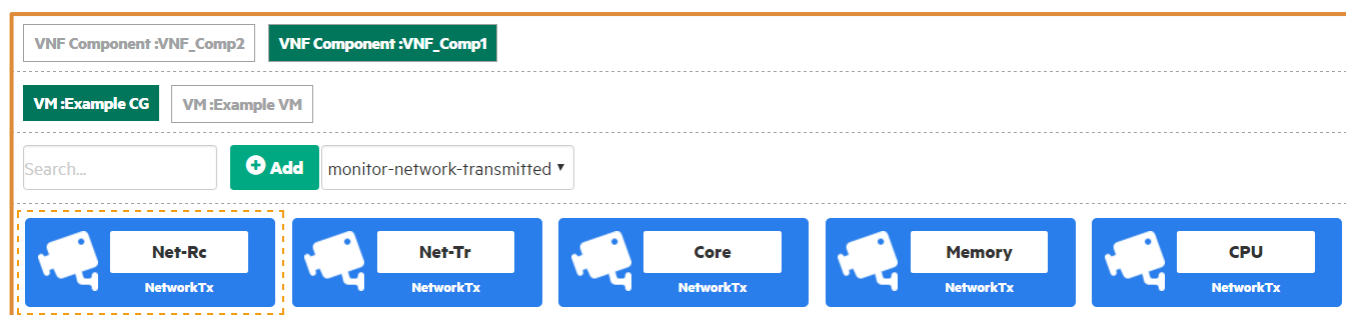 VNF Component :VNF_Comp2 VNF Component :VNF_Comp1
VM :Example CG VM :Example VM
Search... Add monitor-network-transmitted
Net-Rc Net-Tr Core Memory CPU
NetworkTx NetworkTx NetworkTx NetworkTx NetworkTx